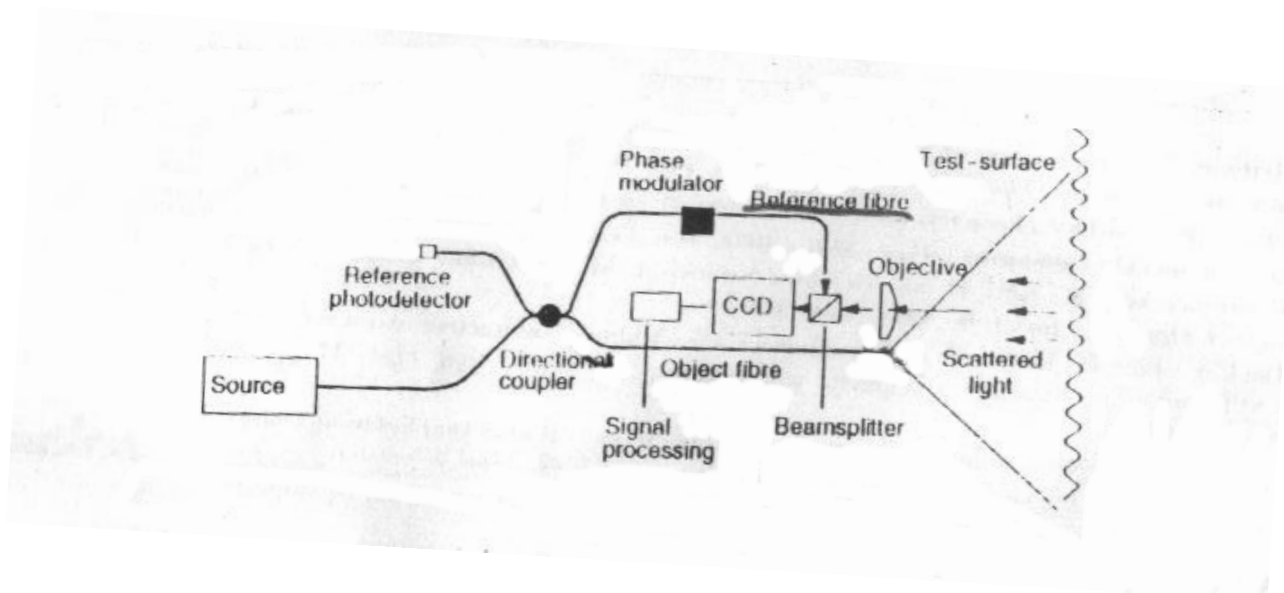 Phase
modulator
Reference fibre
Test-surface
Reference
photodetector
CCD
Objective
Source
Directional
coupler
Object fibre
Scattered
light
Signal
processing
Beamsplitter